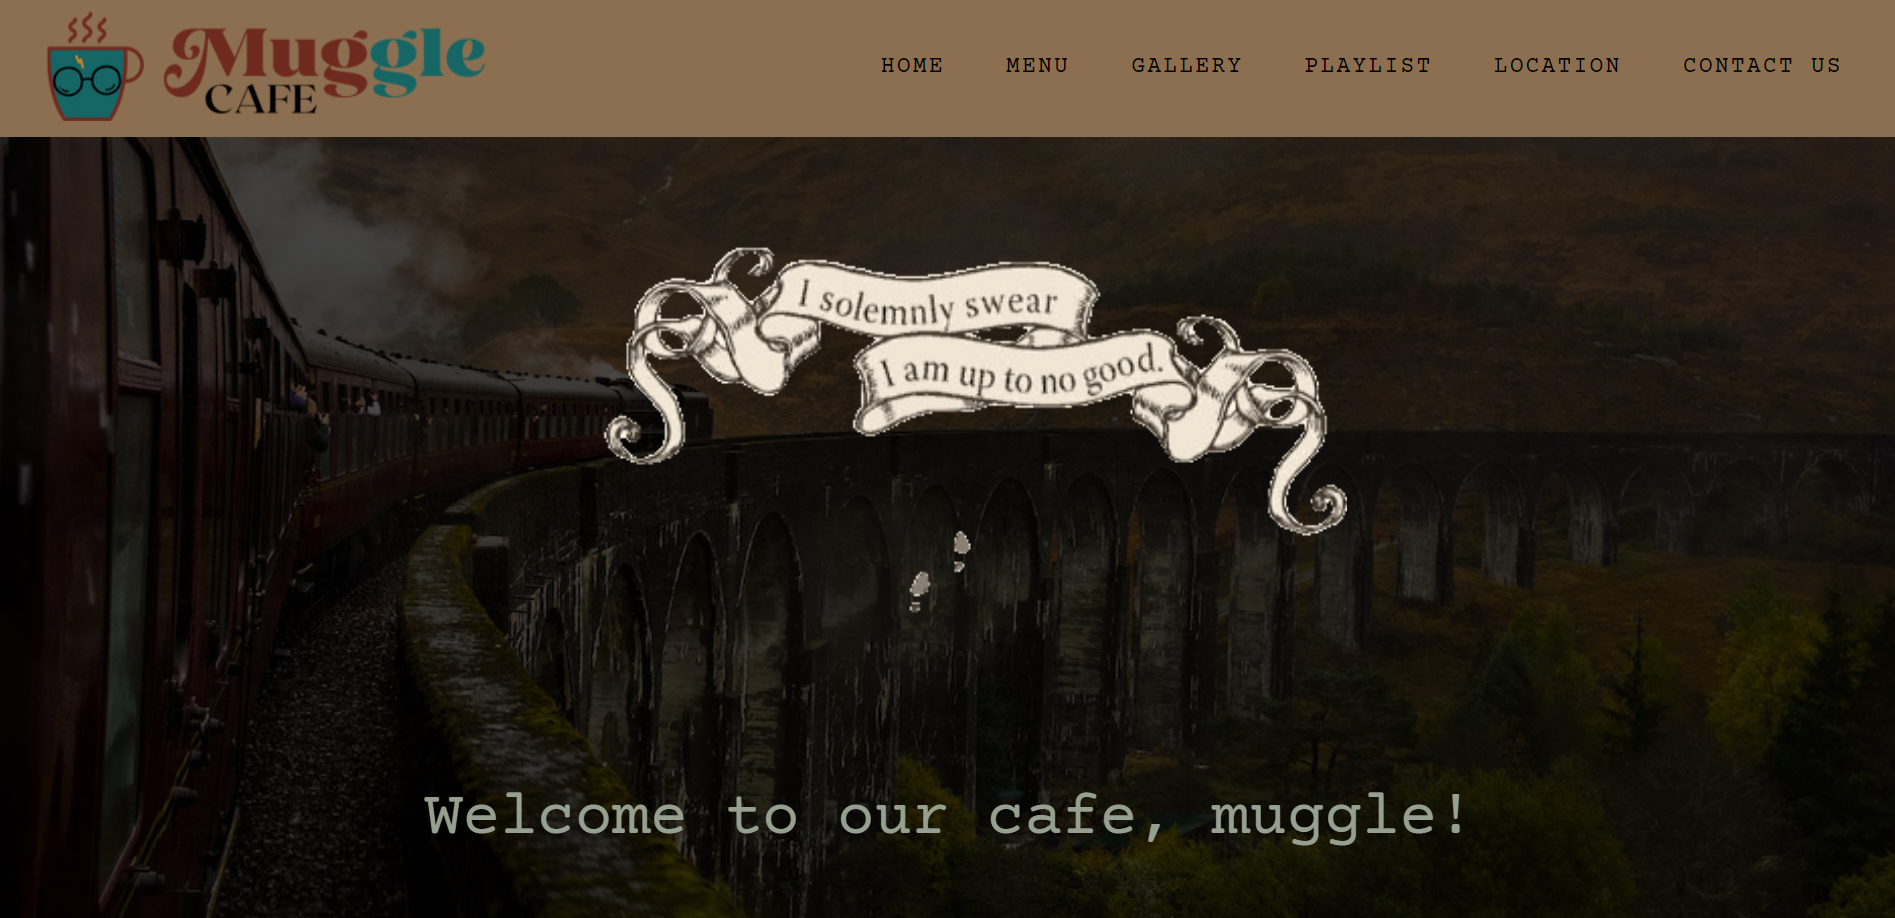 Muggle
CAFE
HOME
MENU
GALLERY
PLAYLIST
LOCATION
CONTACT US
I solemnly swear
I am up to no good.
Welcome to our cafe, muggle!